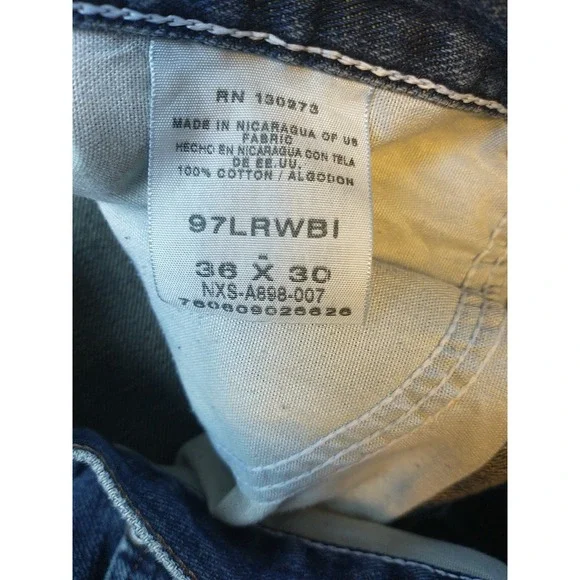 RN 130273
MADE IN NICARAGUA OF US
FABRIC
HECHO EN NICARAGUA CON TELA
DE EE.UU.
100% COTTON / ALGODON
97LRWBI
36 X 30
NXS-A898-007
760609026626